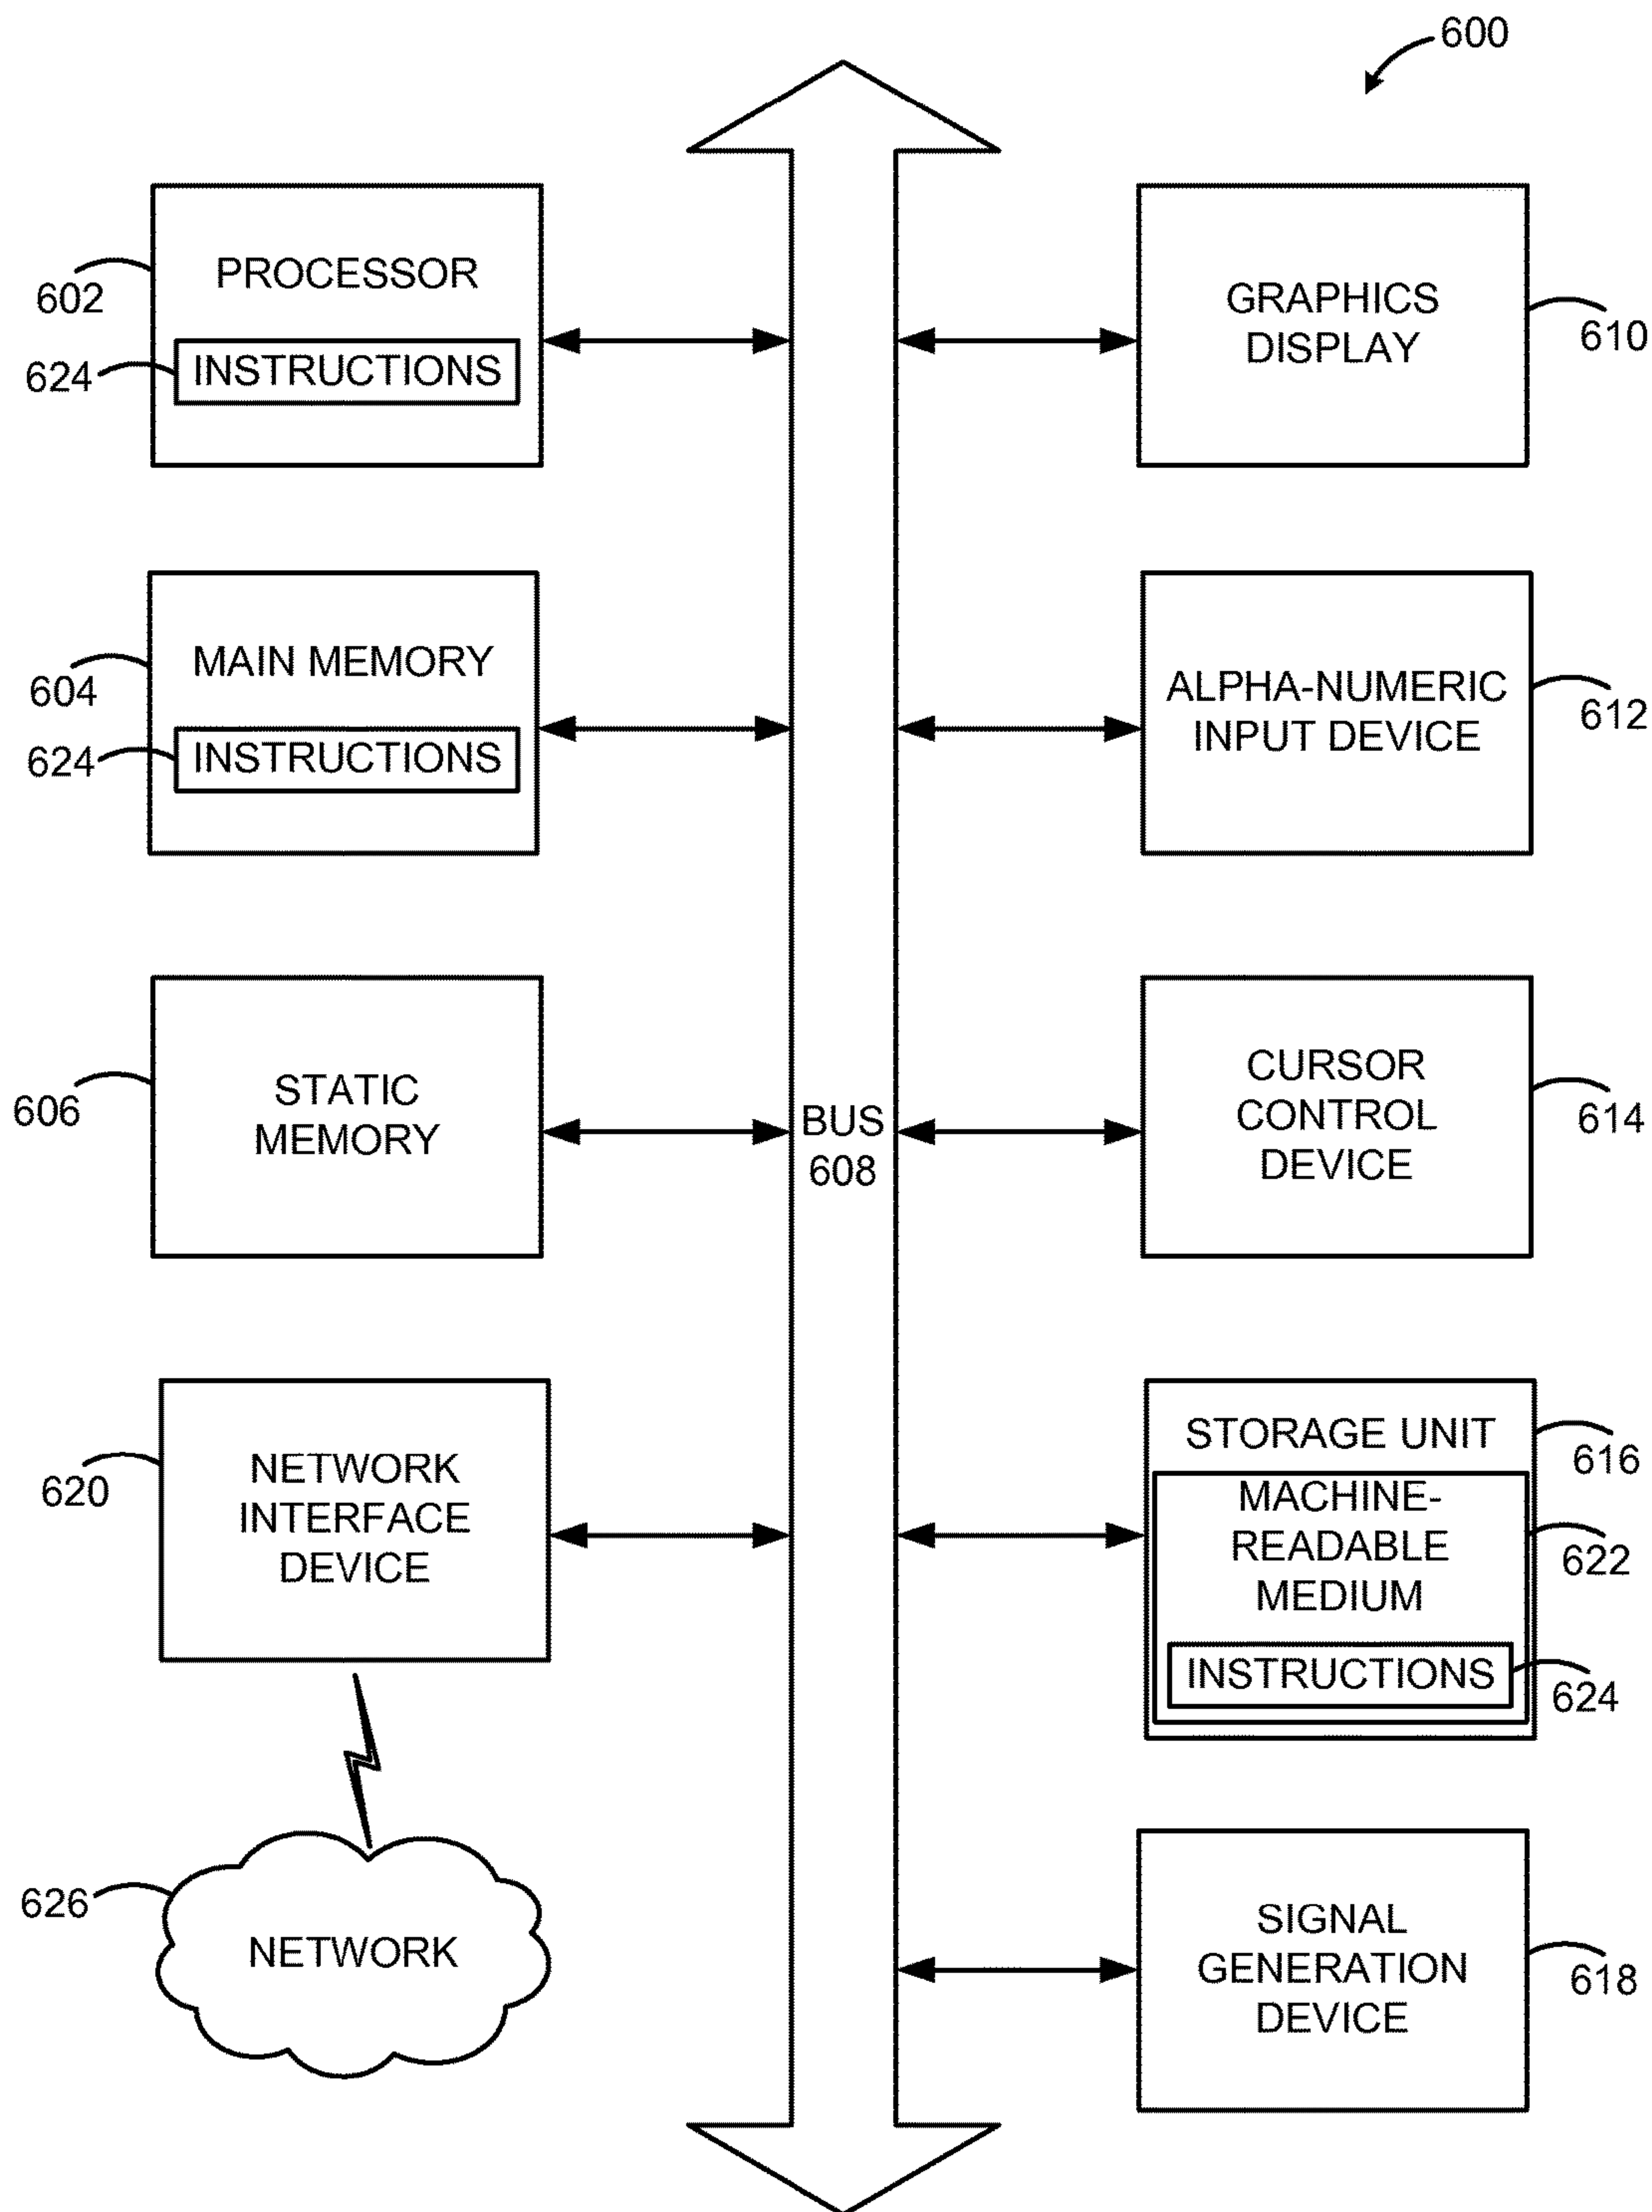 600
PROCESSOR
602
624
INSTRUCTIONS
GRAPHICS
DISPLAY
610
MAIN MEMORY
604
624
INSTRUCTIONS
ALPHA-NUMERIC
INPUT DEVICE
612
STATIC
MEMORY
606
BUS
608
CURSOR
CONTROL
DEVICE
614
NETWORK
INTERFACE
DEVICE
620
STORAGE UNIT
616
MACHINE-
READABLE
MEDIUM
622
INSTRUCTIONS
624
626
NETWORK
SIGNAL
GENERATION
DEVICE
618